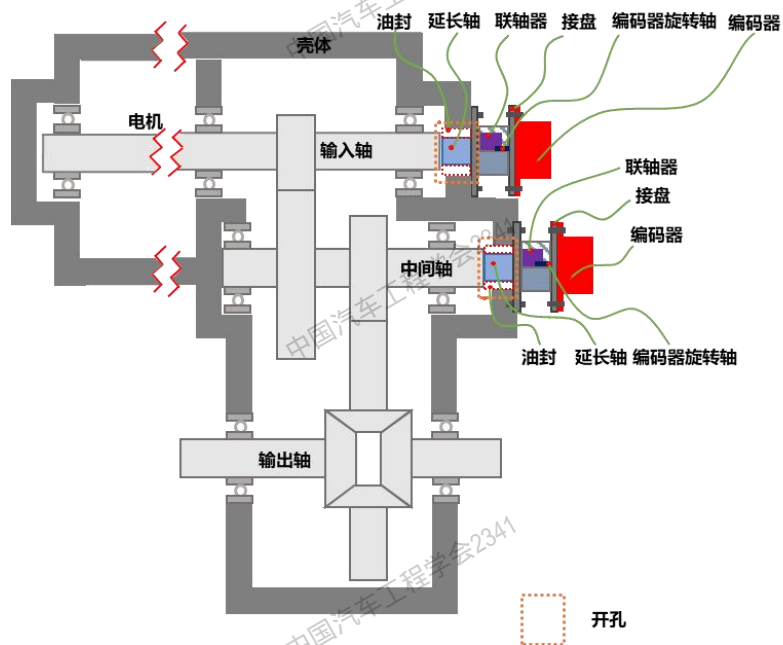 中国汽车工程学会2341
油封 延长轴 联轴器 接盘 编码器旋转轴 编码器
壳体
电机
输入轴
联轴器
接盘
编码器
中间轴
中国汽车工程学会2341
油封 延长轴 编码器旋转轴
输出轴
中国汽车工程学会2341
开孔